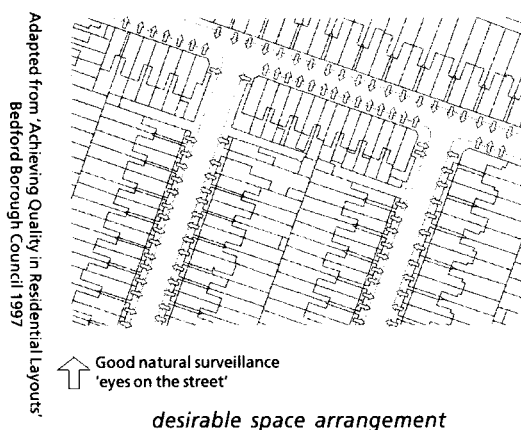 Adapted from 'Achieving Quality in Residential Layouts'
Bedford Borough Council 1997
Good natural surveillance
'eyes on the street'
desirable space arrangement